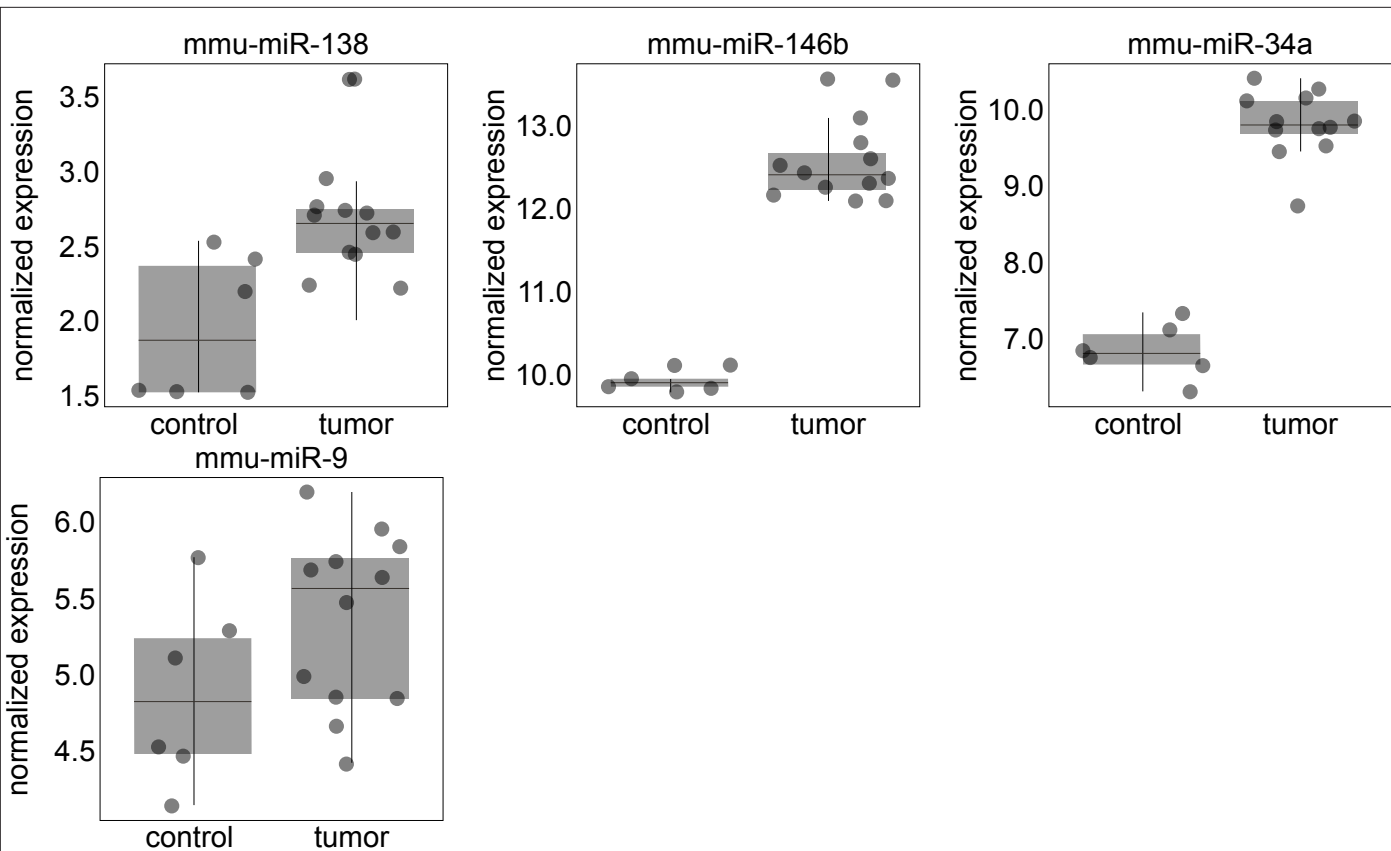 mmu-miR-138
normalized expression
3.5
3.0
2.5
2.0
1.5
control tumor
mmu-miR-146b
normalized expression
13.0
12.0
11.0
10.0
control tumor
mmu-miR-34a
normalized expression
10.0
9.0
8.0
7.0
control tumor
mmu-miR-9
normalized expression
6.0
5.5
5.0
4.5
control tumor